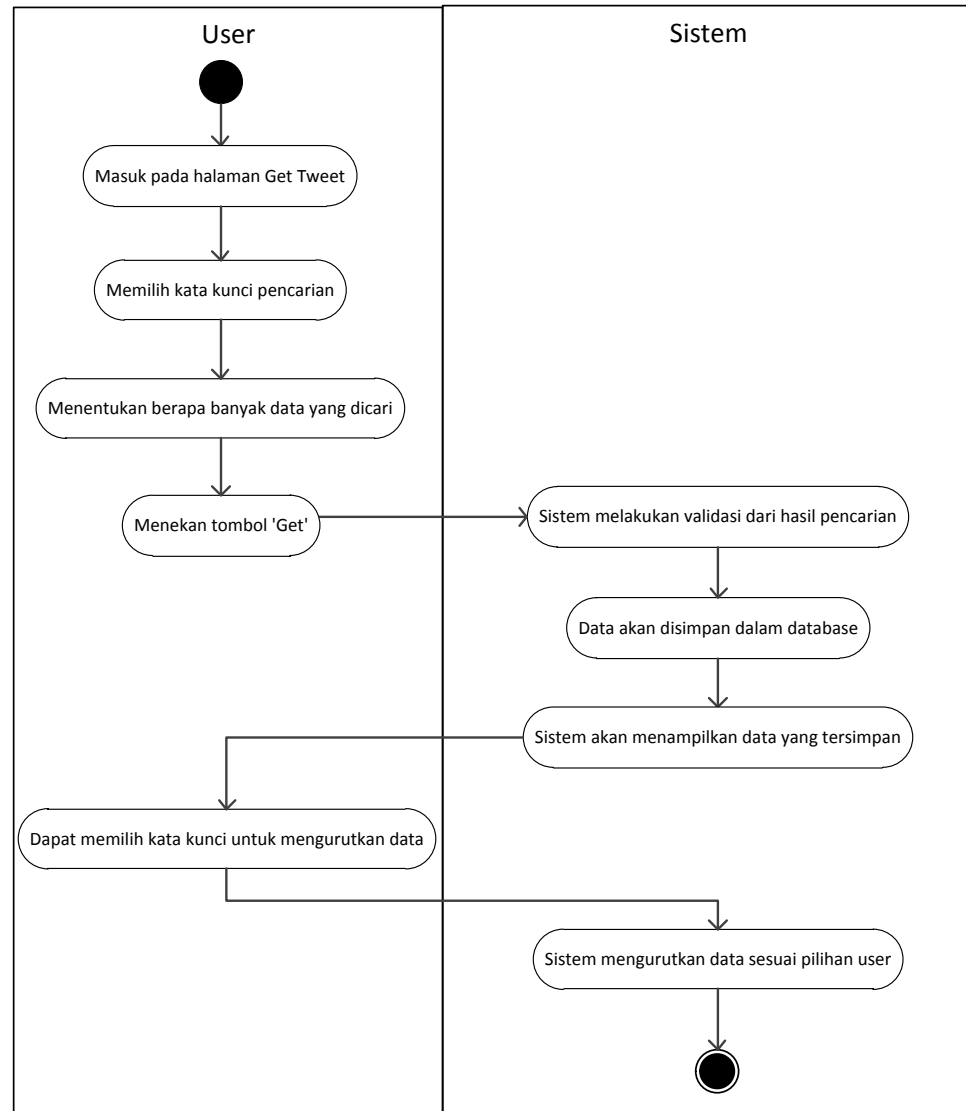 User
Sistem
Masuk pada halaman Get Tweet
Memilih kata kunci pencarian
Menentukan berapa banyak data yang dicari
Menekan tombol 'Get'
Sistem melakukan validasi dari hasil pencarian
Data akan disimpan dalam database
Sistem akan menampilkan data yang tersimpan
Dapat memilih kata kunci untuk mengurutkan data
Sistem mengurutkan data sesuai pilihan user